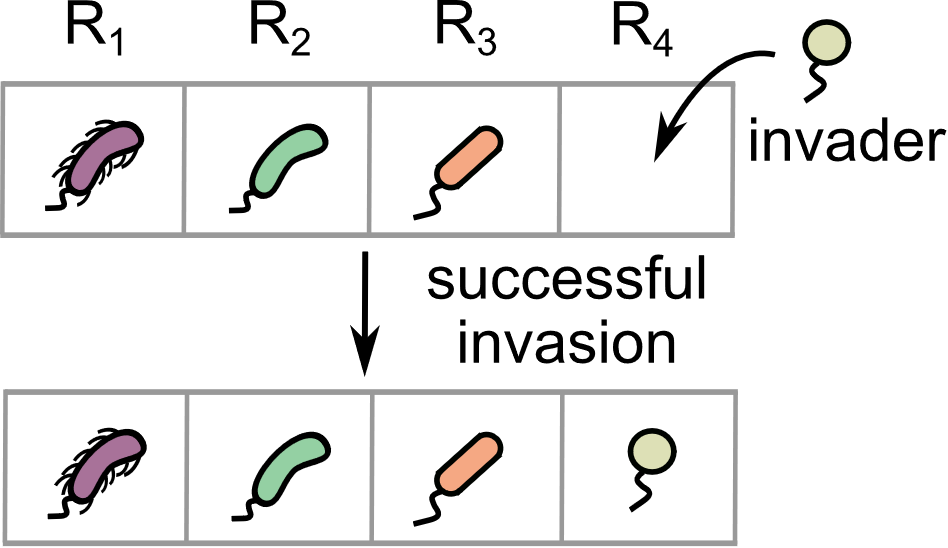 R1 R2 R3 R4
invader
successful
invasion